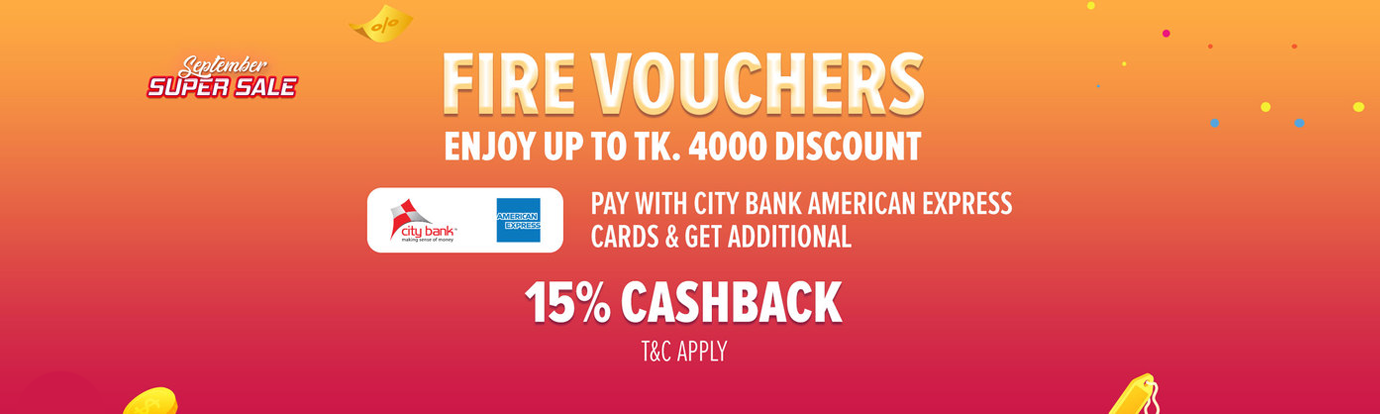 September
SUPER SALE
%
FIRE VOUCHERS
ENJOY UP TO TK. 4000 DISCOUNT
city bank™
making sense of money
AMERICAN
EXPRESS
PAY WITH CITY BANK AMERICAN EXPRESS
CARDS & GET ADDITIONAL
15% CASHBACK
T&C APPLY